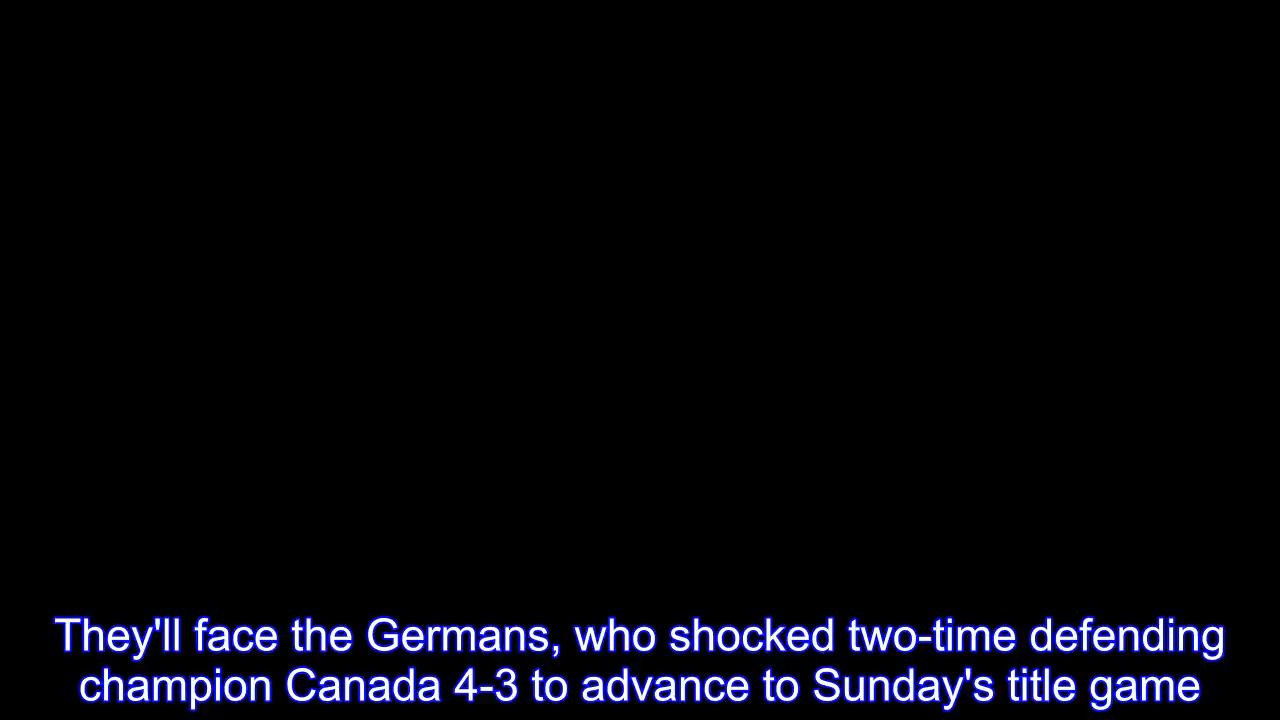 They'll face the Germans, who shocked two-time defending
champion Canada 4-3 to advance to Sunday's title game